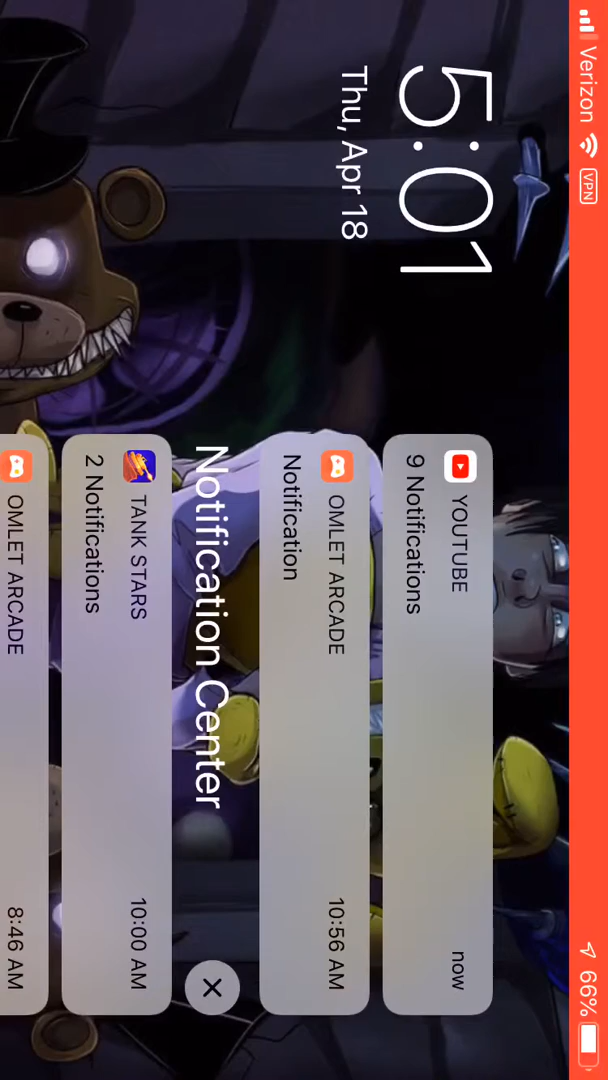 Verizon VPN 66%
5:01
Thu, Apr 18
YOUTUBE now
9 Notifications
OMLET ARCADE 10:56 AM
Notification
Notification Center
TANK STARS 10:00 AM
2 Notifications
OMLET ARCADE 8:46 AM